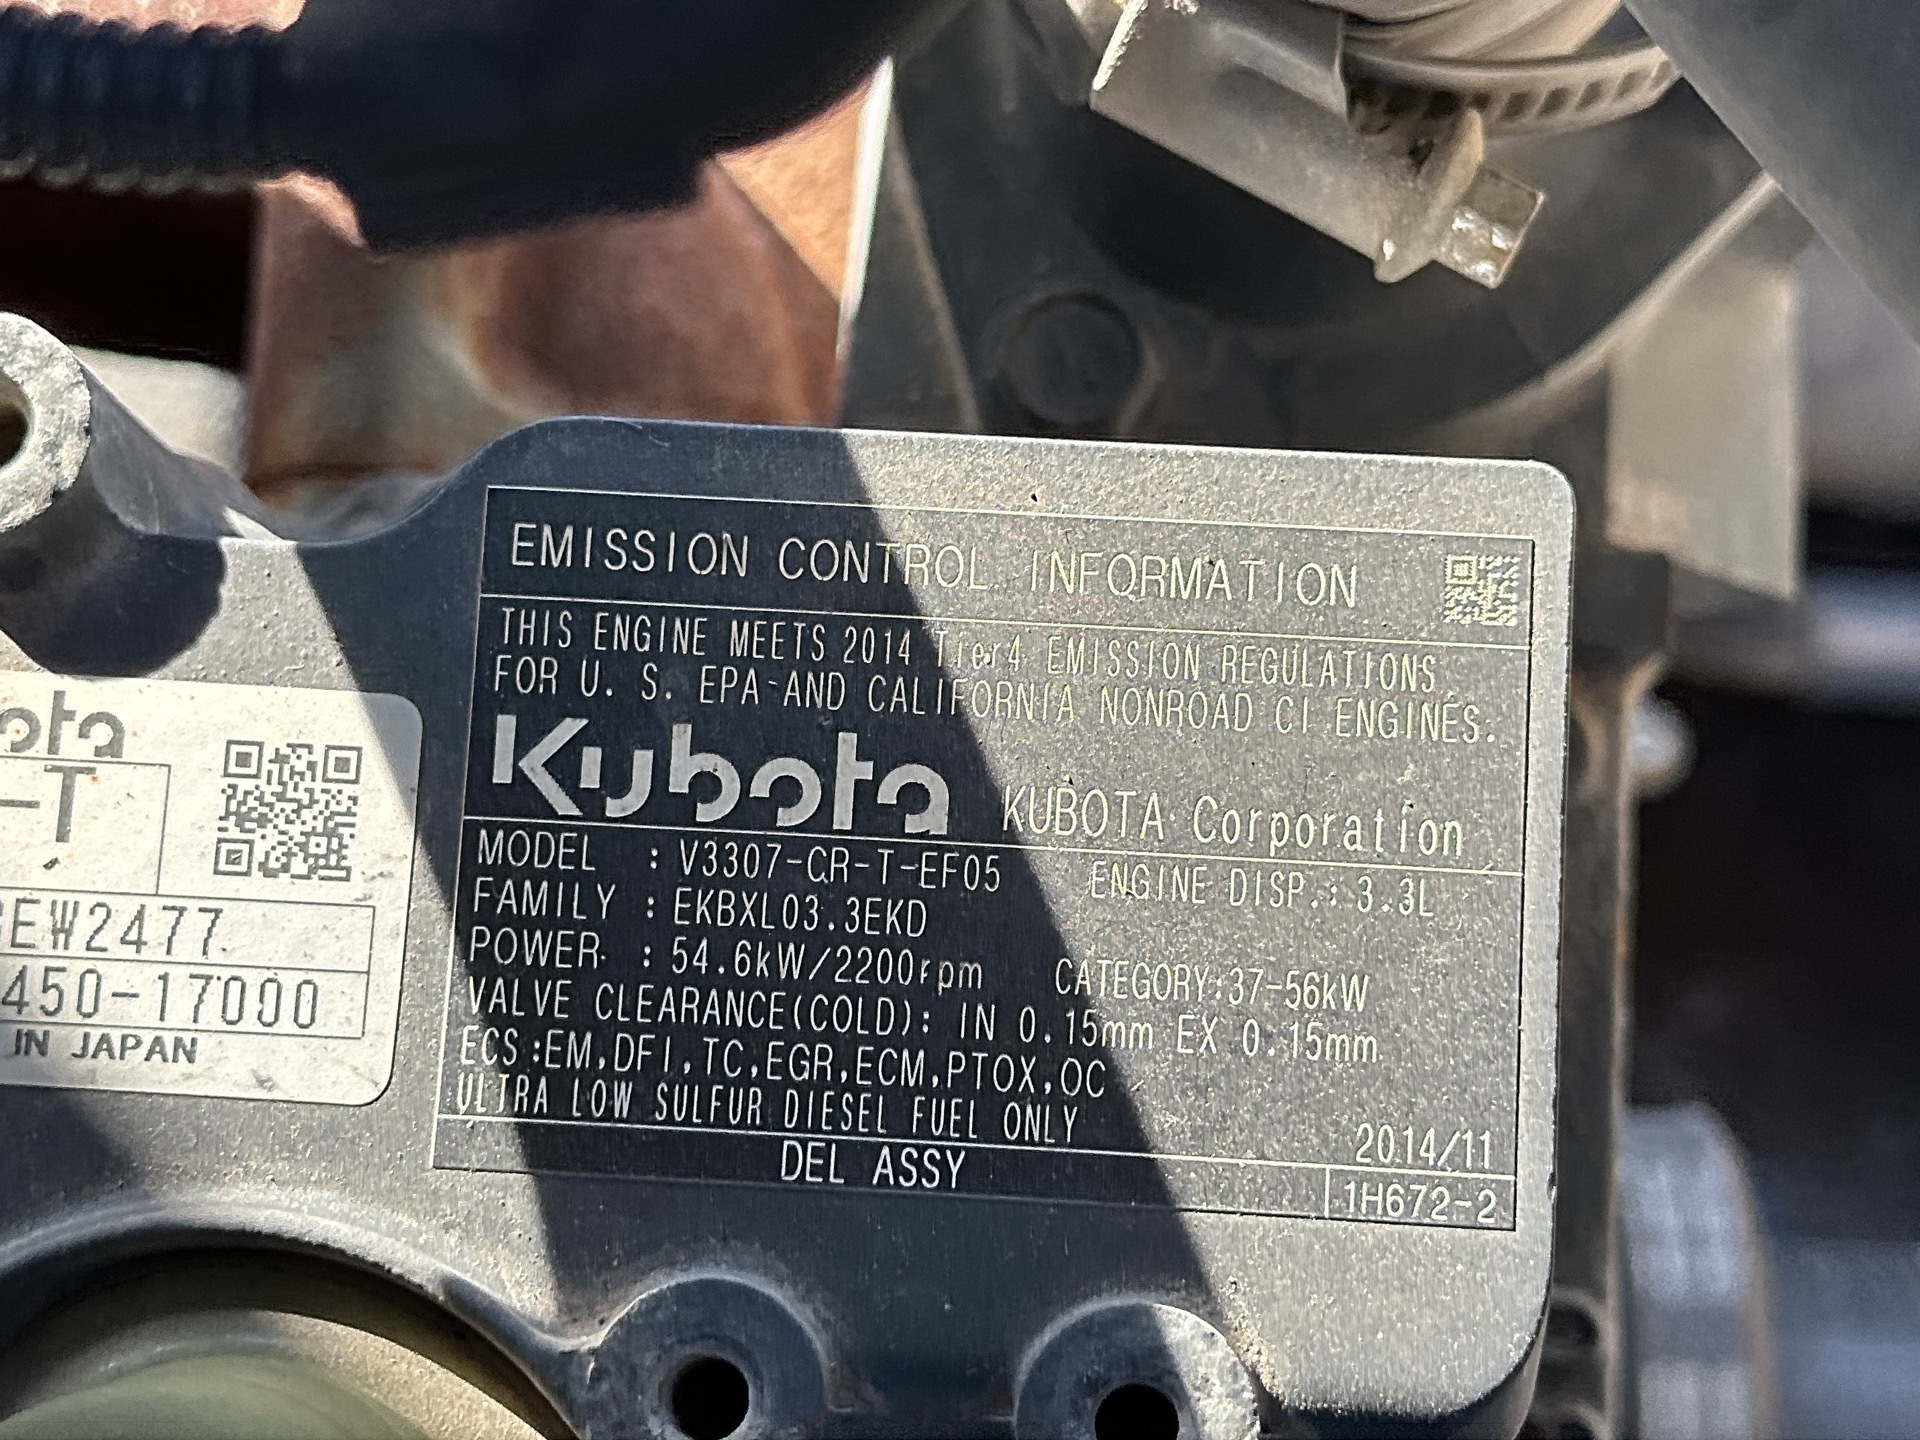 EMISSION CONTROL INFORMATION
THIS ENGINE MEETS 2014 Tier4 EMISSION REGULATIONS
FOR U. S. EPA AND CALIFORNIA NONROAD CI ENGINES.
Kubota KUBOTA Corporation
MODEL : V3307-CR-T-EF05 ENGINE DISP.: 3.3L
FAMILY : EKBXL03.3EKD
POWER : 54.6kW/2200rpm CATEGORY:37-56kW
VALVE CLEARANCE(COLD): IN 0.15mm EX 0.15mm
ECS :EM,DFI,TC,EGR,ECM,PTOX,OC
ULTRA LOW SULFUR DIESEL FUEL ONLY
2014/11
DEL ASSY
1H672-2
ota
-T
EW2477
450-17000
IN JAPAN